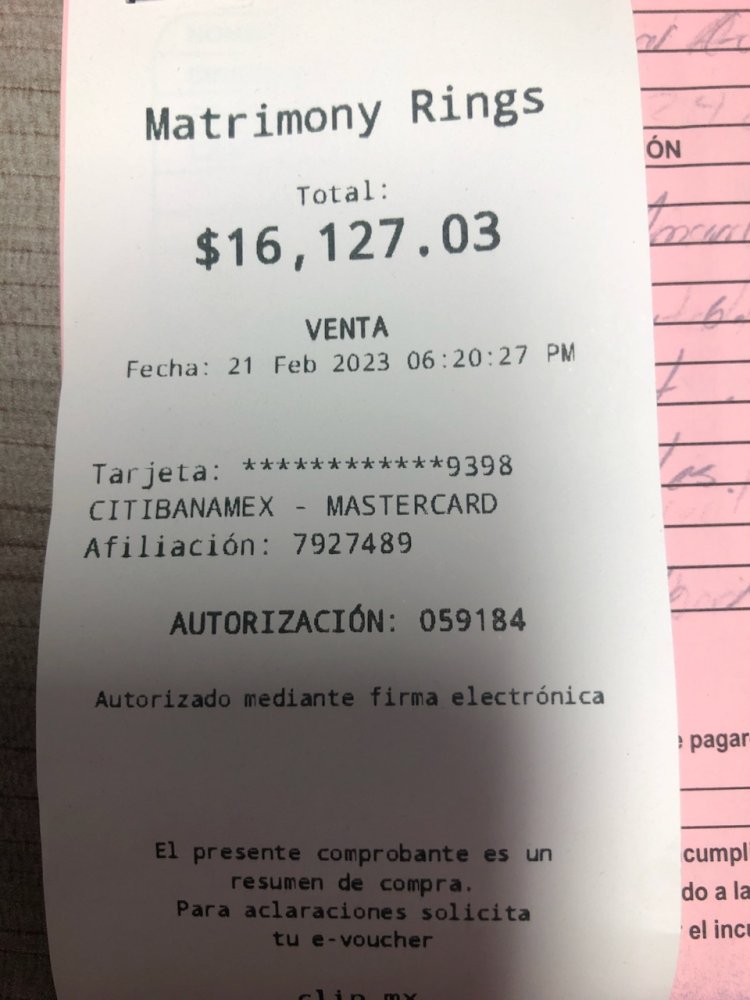 Matrimony Rings
Total:
$16,127.03
VENTA
Fecha: 21 Feb 2023 06:20:27 PM
Tarjeta: ************9398
CITIBANAMEX - MASTERCARD
Afiliación: 7927489
AUTORIZACIÓN: 059184
Autorizado mediante firma electrónica
El presente comprobante es un
resumen de compra.
Para aclaraciones solicita
tu e-voucher
clip.mx
ÓN
e pagar
cumpl
do a la
el incu